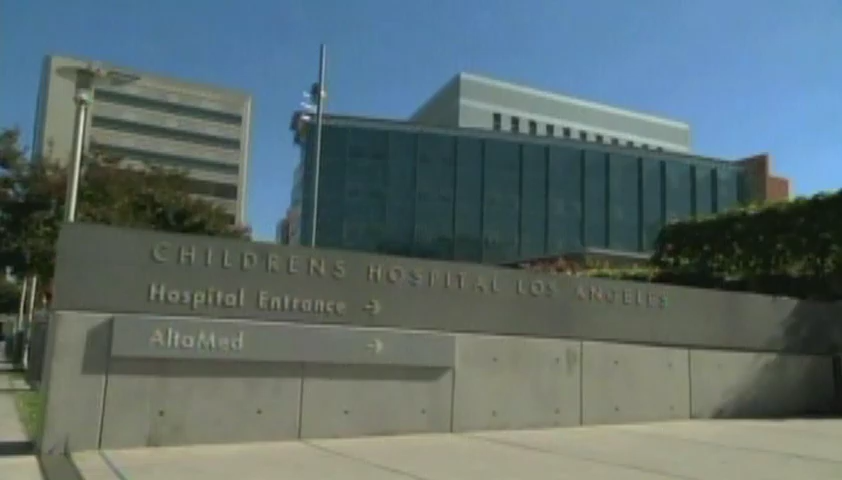 CHILDRENS HOSPITAL LOS ANGELES
Hospital Entrance →
AltaMed →